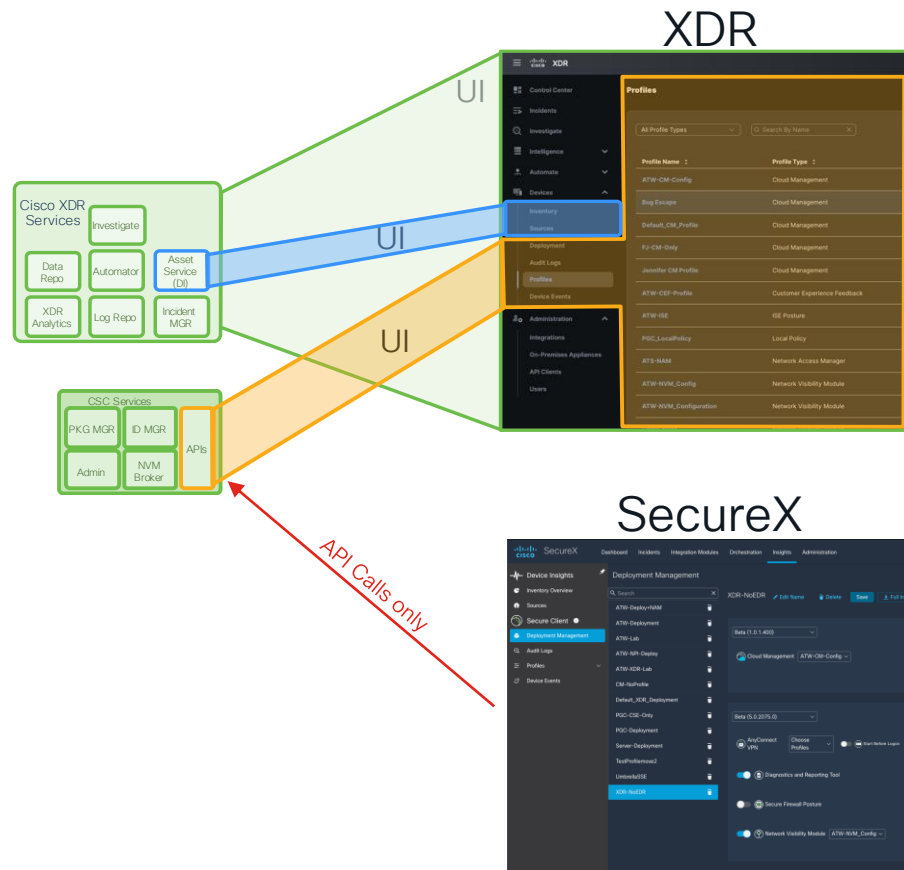 XDR
UI
UI
UI
Cisco XDR
Services
Investigate
Data
Repo
Automator
Asset
Service
(DI)
XDR
Analytics
Log Repo
Incident
MGR
CSC Services
PKG MGR
ID MGR
APIs
Admin
NVM
Broker
API Calls only
CISCO
XDR
Control Center
Incidents
Investigate
Intelligence
Automate
Devices
Inventory
Sources
Deployment
Audit Logs
Profiles
Device Events
Administration
Integrations
On-Premises Appliances
API Clients
Users
Profiles
All Profile Types
Search By Name
Profile Name
Profile Type
ATW-CM-Config
Cloud Management
Bug Escape
Cloud Management
Default_CM_Profile
Cloud Management
FJ-CM-Only
Cloud Management
Jennifer CM Profile
Cloud Management
ATW-CEF-Profile
Customer Experience Feedback
ATW-ISE
ISE Posture
PGC_LocalPolicy
Local Policy
ATS-NAM
Network Access Manager
ATW-NVM_Config
Network Visibility Module
ATW-NVM_Configuration
Network Visibility Module
SecureX
CISCO
SecureX
Dashboard
Incidents
Integration Modules
Orchestration
Insights
Administration
Device Insights
Inventory Overview
Sources
Secure Client
Deployment Management
Audit Logs
Profiles
Device Events
Deployment Management
Search
ATW-Deploy+NAM
ATW-Deployment
ATW-Lab
ATW-NPI-Deploy
ATW-XDR-Lab
CM-NoProfile
Default_XDR_Deployment
PGC-CSE-Only
PGC-Deployment
Server-Deployment
TestProfilemove2
UmbrellaSSE
XDR-NoEDR
XDR-NoEDR
Edit Name
Delete
Save
Full In
Beta (1.0.1.400)
Cloud Management
ATW-CM-Config
Beta (5.0.2075.0)
AnyConnect
VPN
Choose
Profiles
Start Before Logon
Diagnostics and Reporting Tool
Secure Firewall Posture
Network Visibility Module
ATW-NVM_Config